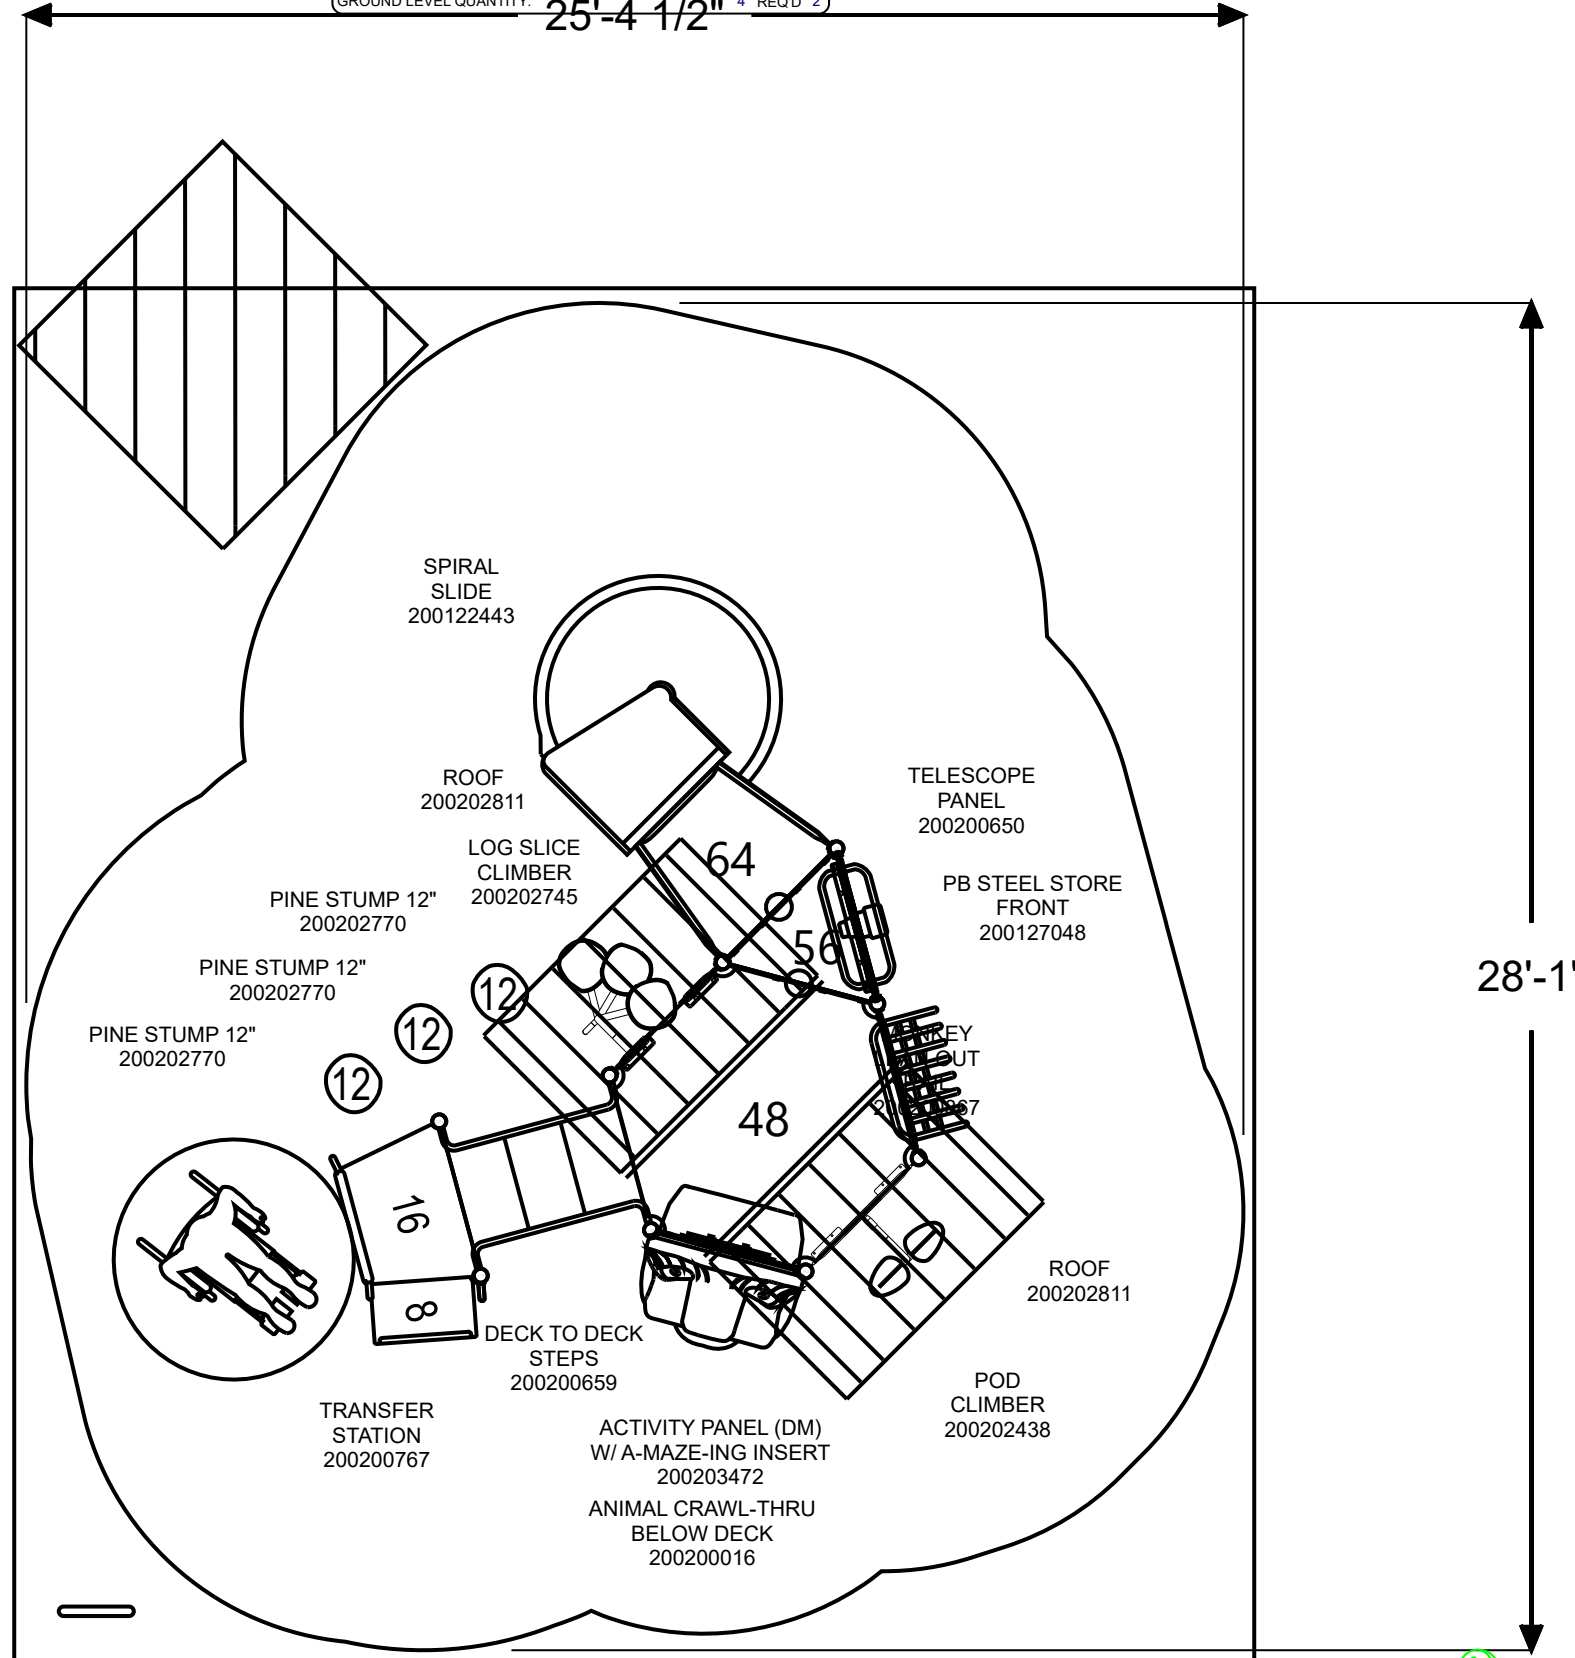 GROUND LEVEL QUANTITY: 4 REQ'D 2
25'-4 1/2"
SPIRAL
SLIDE
200122443
ROOF
200202811
TELESCOPE
PANEL
200200650
LOG SLICE
CLIMBER
200202745
64
PB STEEL STORE
FRONT
200127048
PINE STUMP 12"
200202770
56
PINE STUMP 12"
200202770
12
28'-1"
PINE STUMP 12"
200202770
12
12
OUT
48
16
8
ROOF
200202811
DECK TO DECK
STEPS
200200659
POD
CLIMBER
200202438
TRANSFER
STATION
200200767
ACTIVITY PANEL (DM)
W/ A-MAZE-ING INSERT
200203472
ANIMAL CRAWL-THRU
BELOW DECK
200200016